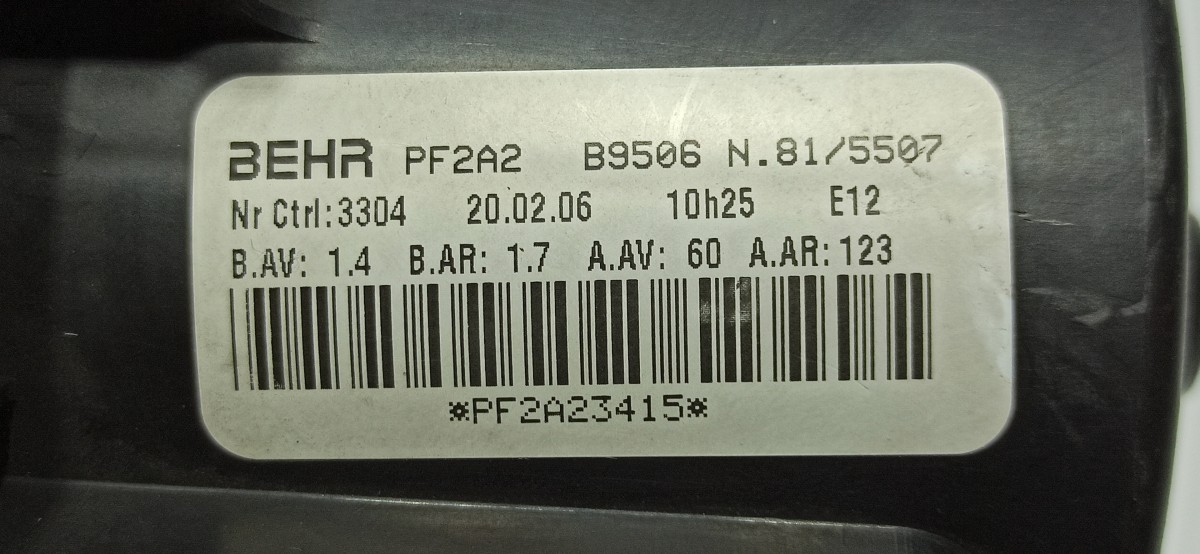 BEHR PF2A2 B9506 N.81/5507
Nr Ctrl:3304 20.02.06 10h25 E12
B.AV: 1.4 B.AR: 1.7 A.AV: 60 A.AR: 123
*PF2A23415*